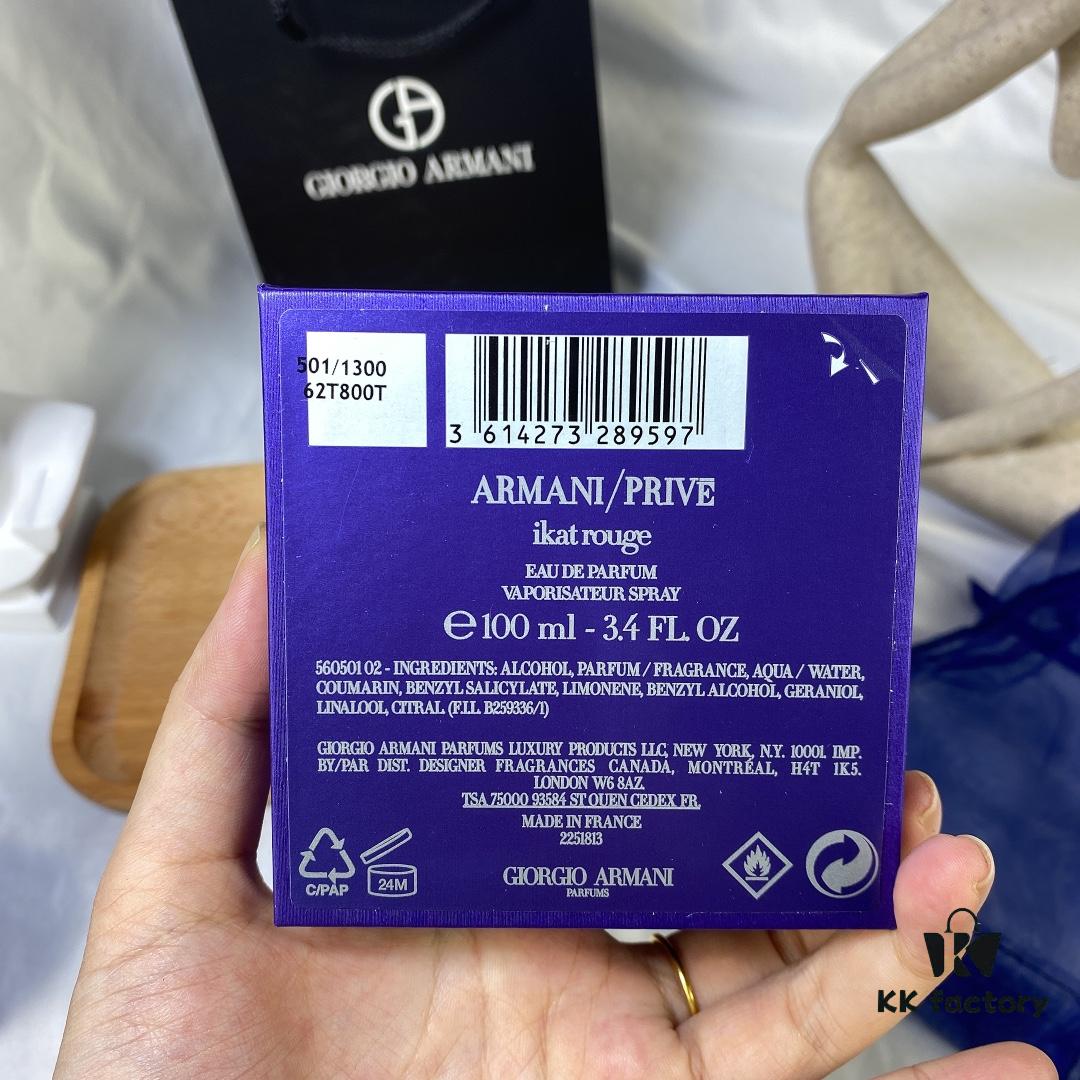 GIORGIO ARMANI
501/1300
62T800T
3 614273 289597
ARMANI/PRIVĒ
ikat rouge
EAU DE PARFUM
VAPORISATEUR SPRAY
℮ 100 ml - 3.4 FL. OZ
560501 02 - INGREDIENTS: ALCOHOL, PARFUM / FRAGRANCE, AQUA / WATER,
COUMARIN, BENZYL SALICYLATE, LIMONENE, BENZYL ALCOHOL, GERANIOL,
LINALOOL, CITRAL. (F.I.L. B259336/1)
GIORGIO ARMANI PARFUMS LUXURY PRODUCTS LLC, NEW YORK, N.Y. 10001. IMP.
BY/PAR DIST. DESIGNER FRAGRANCES CANADA, MONTRÉAL, H4T 1K5.
LONDON W6 8AZ.
TSA 75000 93584 ST OUEN CEDEX FR.
MADE IN FRANCE
2251813
C/PAP
24M
GIORGIO ARMANI
PARFUMS
KK factory